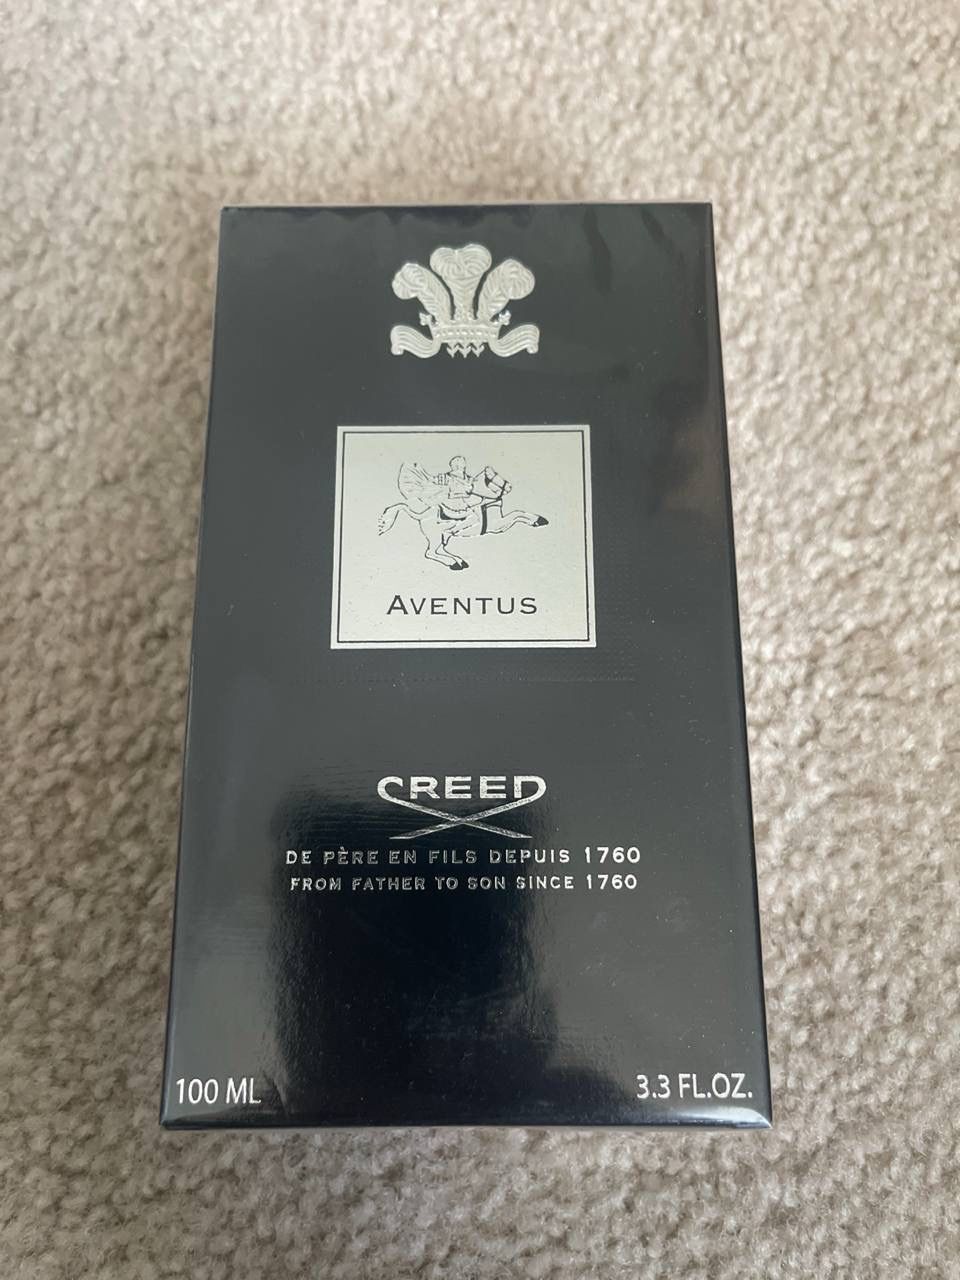 AVENTUS
CREED
DE PÈRE EN FILS DEPUIS 1760
FROM FATHER TO SON SINCE 1760
100 ML
3.3 FL.OZ.